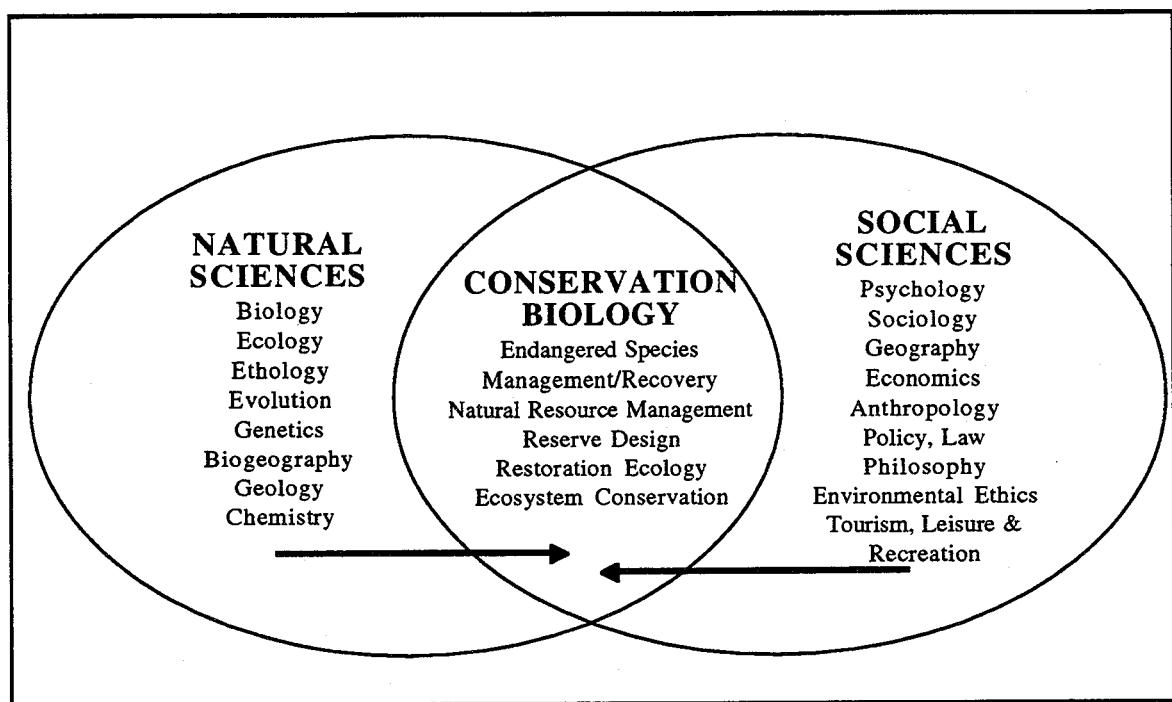 NATURAL
SCIENCES
Biology
Ecology
Ethology
Evolution
Genetics
Biogeography
Geology
Chemistry
CONSERVATION
BIOLOGY
Endangered Species
Management/Recovery
Natural Resource Management
Reserve Design
Restoration Ecology
Ecosystem Conservation
SOCIAL
SCIENCES
Psychology
Sociology
Geography
Economics
Anthropology
Policy, Law
Philosophy
Environmental Ethics
Tourism, Leisure &
Recreation